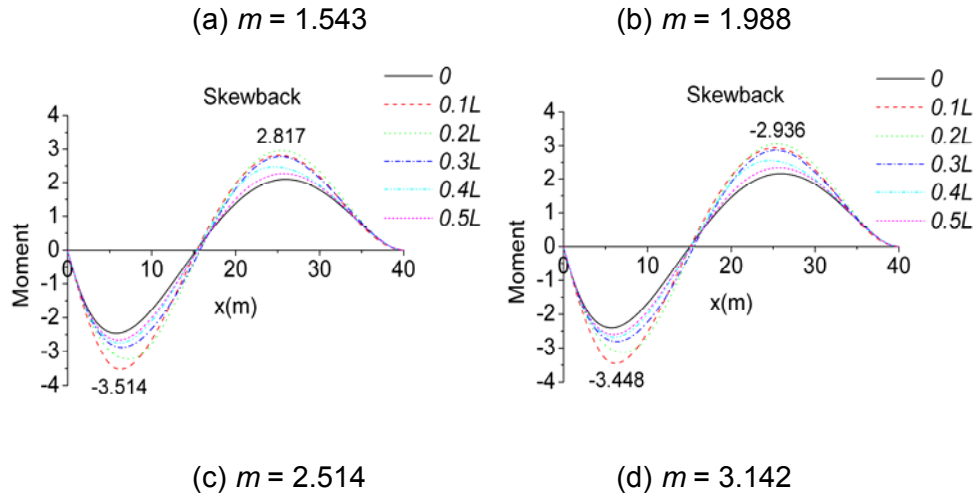 (a) m = 1.543
(b) m = 1.988
Skewback
2.817
0
0.1L
0.2L
0.3L
0.4L
0.5L
4
3
2
1
0
-1
-2
-3
-4
Moment
0 10 20 30 40
x(m)
-3.514
Skewback
-2.936
0
0.1L
0.2L
0.3L
0.4L
0.5L
4
3
2
1
0
-1
-2
-3
-4
Moment
0 10 20 30 40
x(m)
-3.448
(c) m = 2.514
(d) m = 3.142